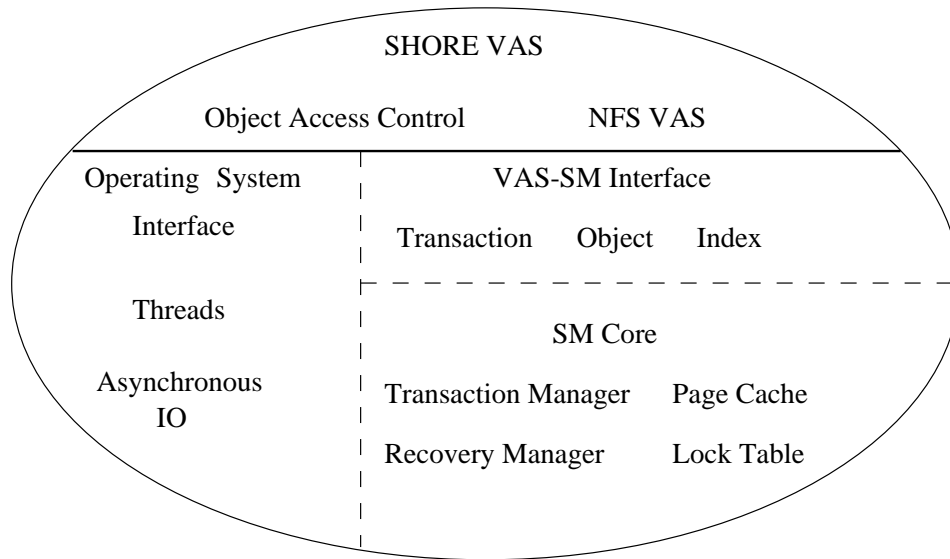 SHORE VAS
Object Access Control NFS VAS
Operating System
Interface
Threads
Asynchronous
IO
VAS-SM Interface
Transaction Object Index
SM Core
Transaction Manager Page Cache
Recovery Manager Lock Table